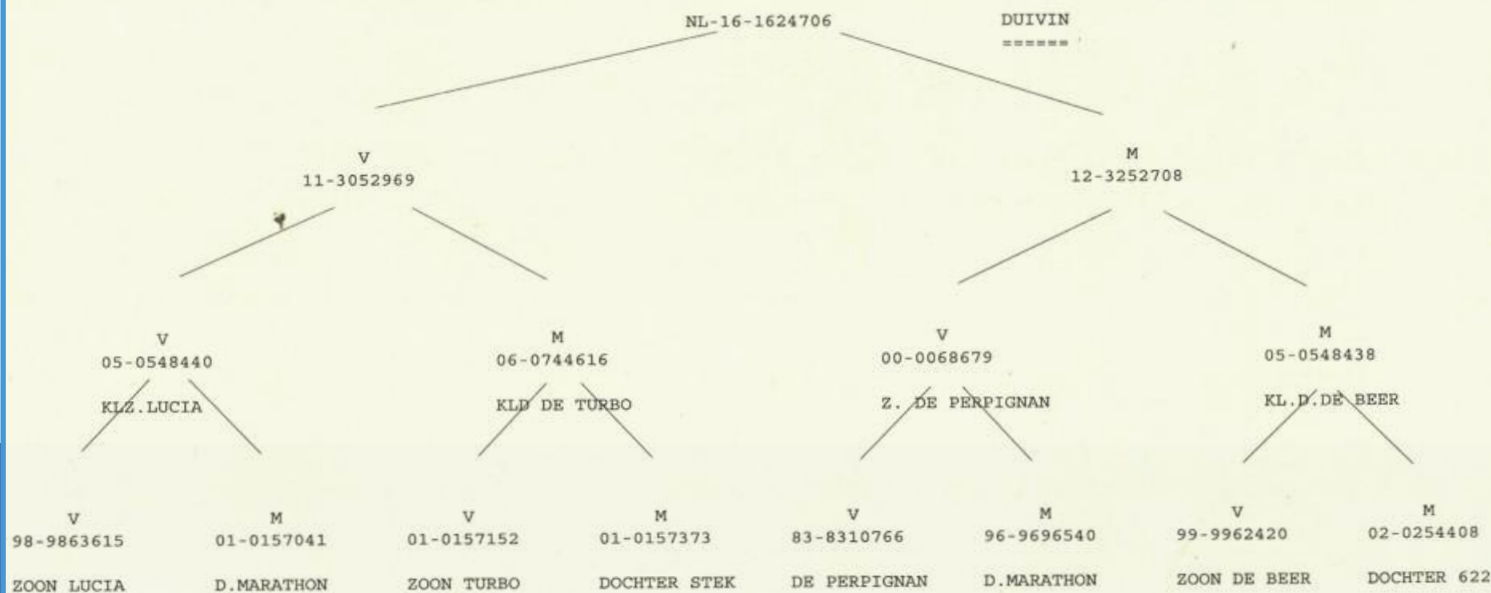 NL-16-1624706 DUIVIN
======
V M
11-3052969 12-3252708
V M V M
05-0548440 06-0744616 00-0068679 05-0548438
KLZ.LUCIA KLD DE TURBO Z. DE PERPIGNAN KL.D.DE BEER
V M V M V M V M
98-9863615 01-0157041 01-0157152 01-0157373 83-8310766 96-9696540 99-9962420 02-0254408
ZOON LUCIA D.MARATHON ZOON TURBO DOCHTER STEK DE PERPIGNAN D.MARATHON ZOON DE BEER DOCHTER 622